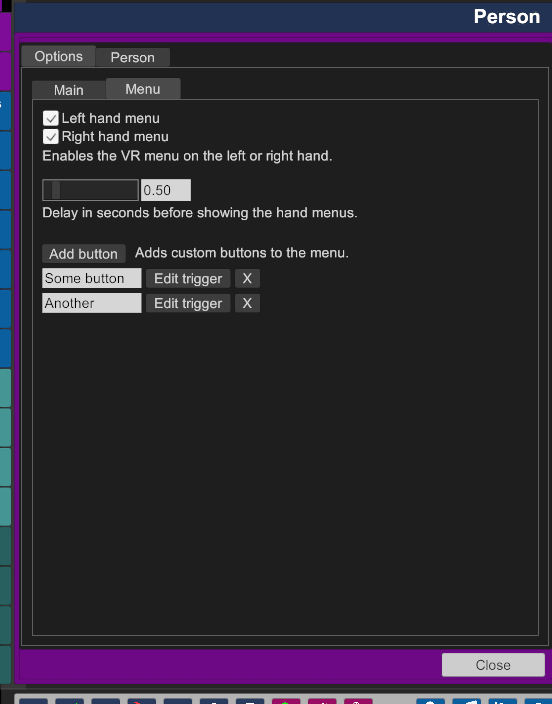 Person
Options Person
Main Menu
Left hand menu
Right hand menu
Enables the VR menu on the left or right hand.
0.50
Delay in seconds before showing the hand menus.
Add button Adds custom buttons to the menu.
Some button Edit trigger X
Another Edit trigger X
Close